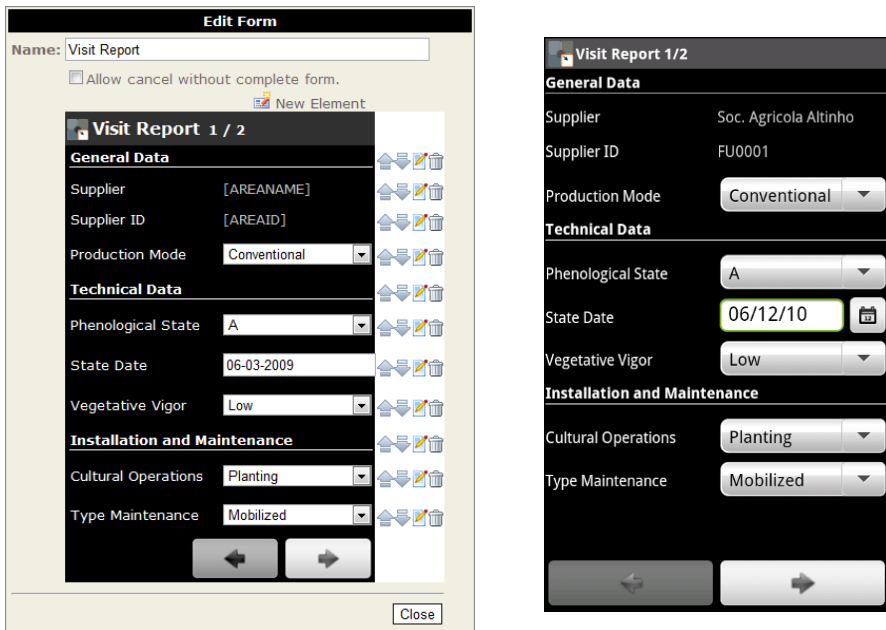 Edit Form
Name: Visit Report
Allow cancel without complete form.
New Element
Visit Report 1 / 2
General Data
Supplier [AREANAME]
Supplier ID [AREAID]
Production Mode Conventional
Technical Data
Phenological State A
State Date 06-03-2009
Vegetative Vigor Low
Installation and Maintenance
Cultural Operations Planting
Type Maintenance Mobilized
Close
Visit Report 1/2
General Data
Supplier Soc. Agricola Altinho
Supplier ID FU0001
Production Mode Conventional
Technical Data
Phenological State A
State Date 06/12/10
Vegetative Vigor Low
Installation and Maintenance
Cultural Operations Planting
Type Maintenance Mobilized